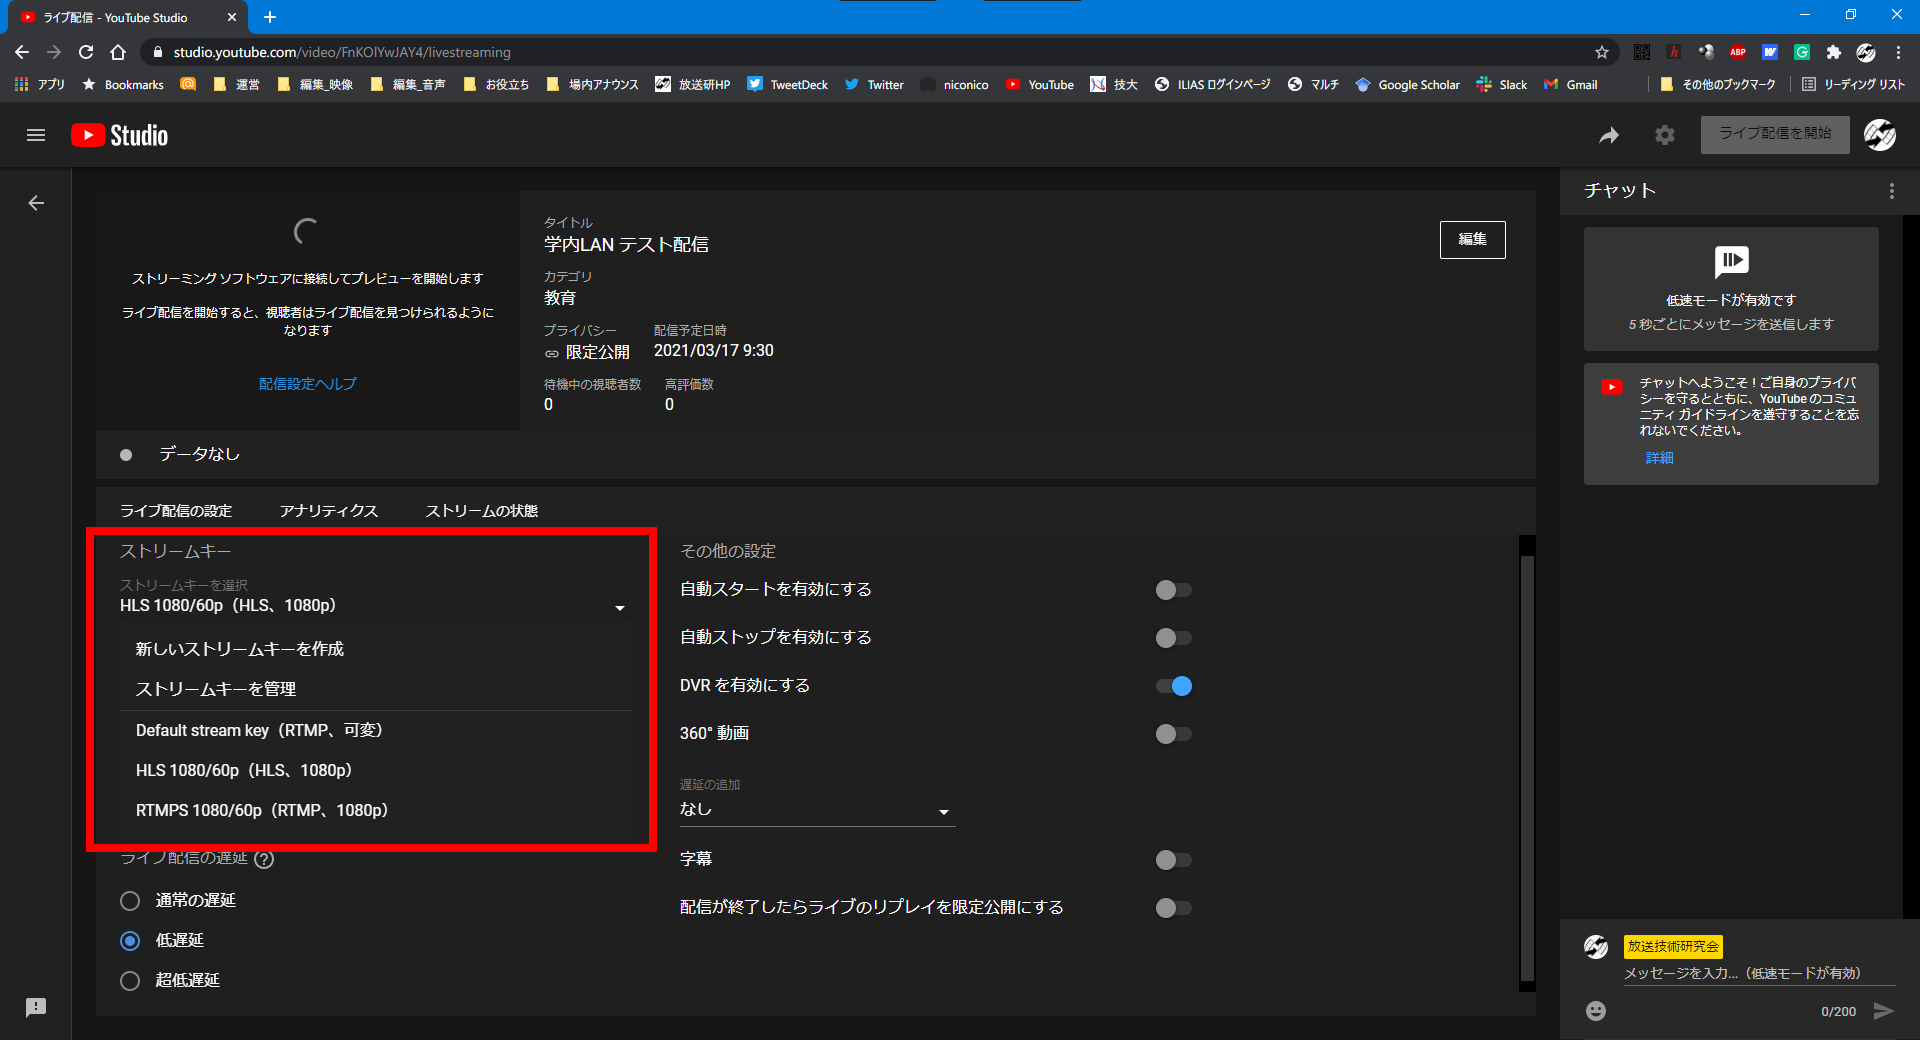 ライブ配信 - YouTube Studio
studio.youtube.com/video/FnKOlYwJAY4/livestreaming
ABP
アプリ Bookmarks 運営 編集_映像 編集_音声 お役立ち 場内アナウンス 放送研HP TweetDeck Twitter niconico YouTube 技大 ILIAS ログインページ マルチ Google Scholar Slack Gmail その他のブックマーク リーディング リスト
Studio
ライブ配信を開始
ストリーミング ソフトウェアに接続してプレビューを開始します
ライブ配信を開始すると、視聴者はライブ配信を見つけられるように
なります
配信設定ヘルプ
タイトル
学内LAN テスト配信
編集
カテゴリ
教育
プライバシー 配信予定日時
限定公開 2021/03/17 9:30
待機中の視聴者数 高評価数
0 0
データなし
ライブ配信の設定 アナリティクス ストリームの状態
ストリームキー
ストリームキーを選択
HLS 1080/60p（HLS、1080p）
新しいストリームキーを作成
ストリームキーを管理
Default stream key（RTMP、可変）
HLS 1080/60p（HLS、1080p）
RTMPS 1080/60p（RTMP、1080p）
ライブ配信の遅延
通常の遅延
低遅延
超低遅延
その他の設定
自動スタートを有効にする
自動ストップを有効にする
DVR を有効にする
360° 動画
遅延の追加
なし
字幕
配信が終了したらライブのリプレイを限定公開にする
チャット
低速モードが有効です
5 秒ごとにメッセージを送信します
チャットへようこそ！ご自身のプライバ
シーを守るとともに、YouTube のコミュ
ニティ ガイドラインを遵守することを忘
れないでください。
詳細
放送技術研究会
メッセージを入力...（低速モードが有効）
0/200